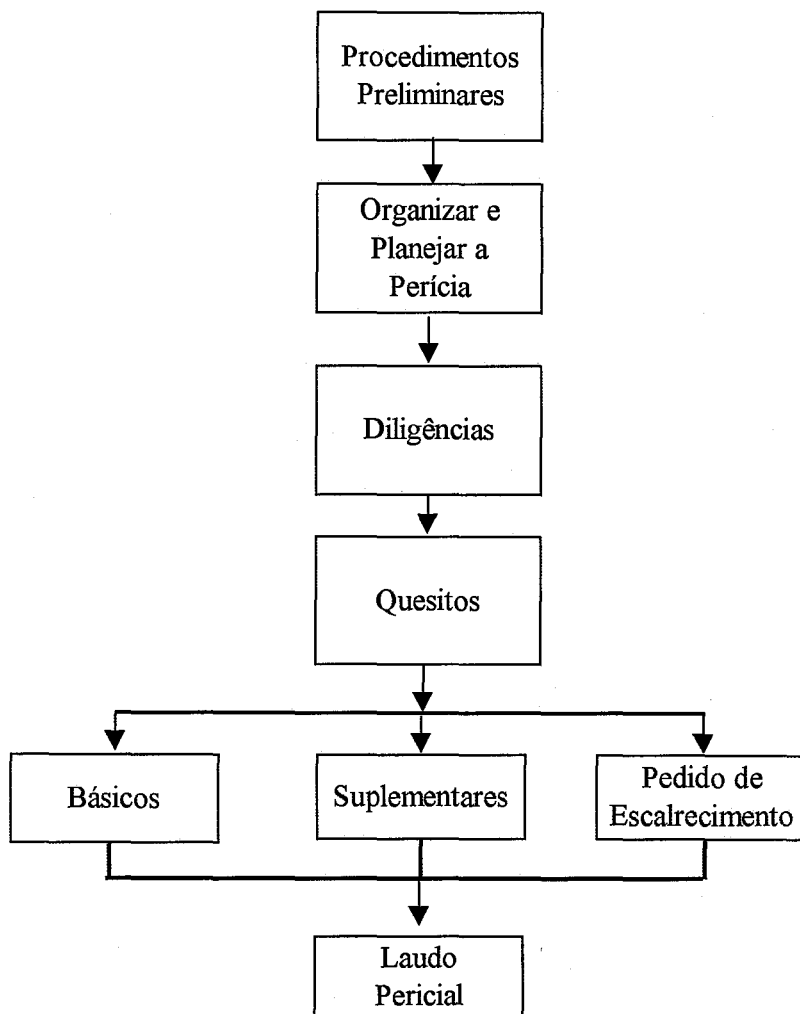 Procedimentos
Preliminares
Organizar e
Planejar a
Perícia
Diligências
Quesitos
Básicos
Suplementares
Pedido de
Escalrecimento
Laudo
Pericial